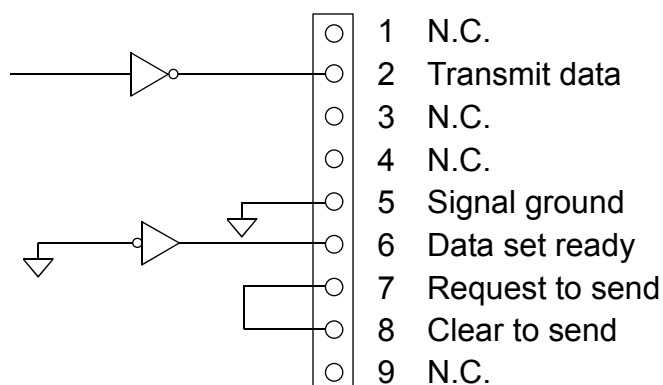 1 N.C.
2 Transmit data
3 N.C.
4 N.C.
5 Signal ground
6 Data set ready
7 Request to send
8 Clear to send
9 N.C.